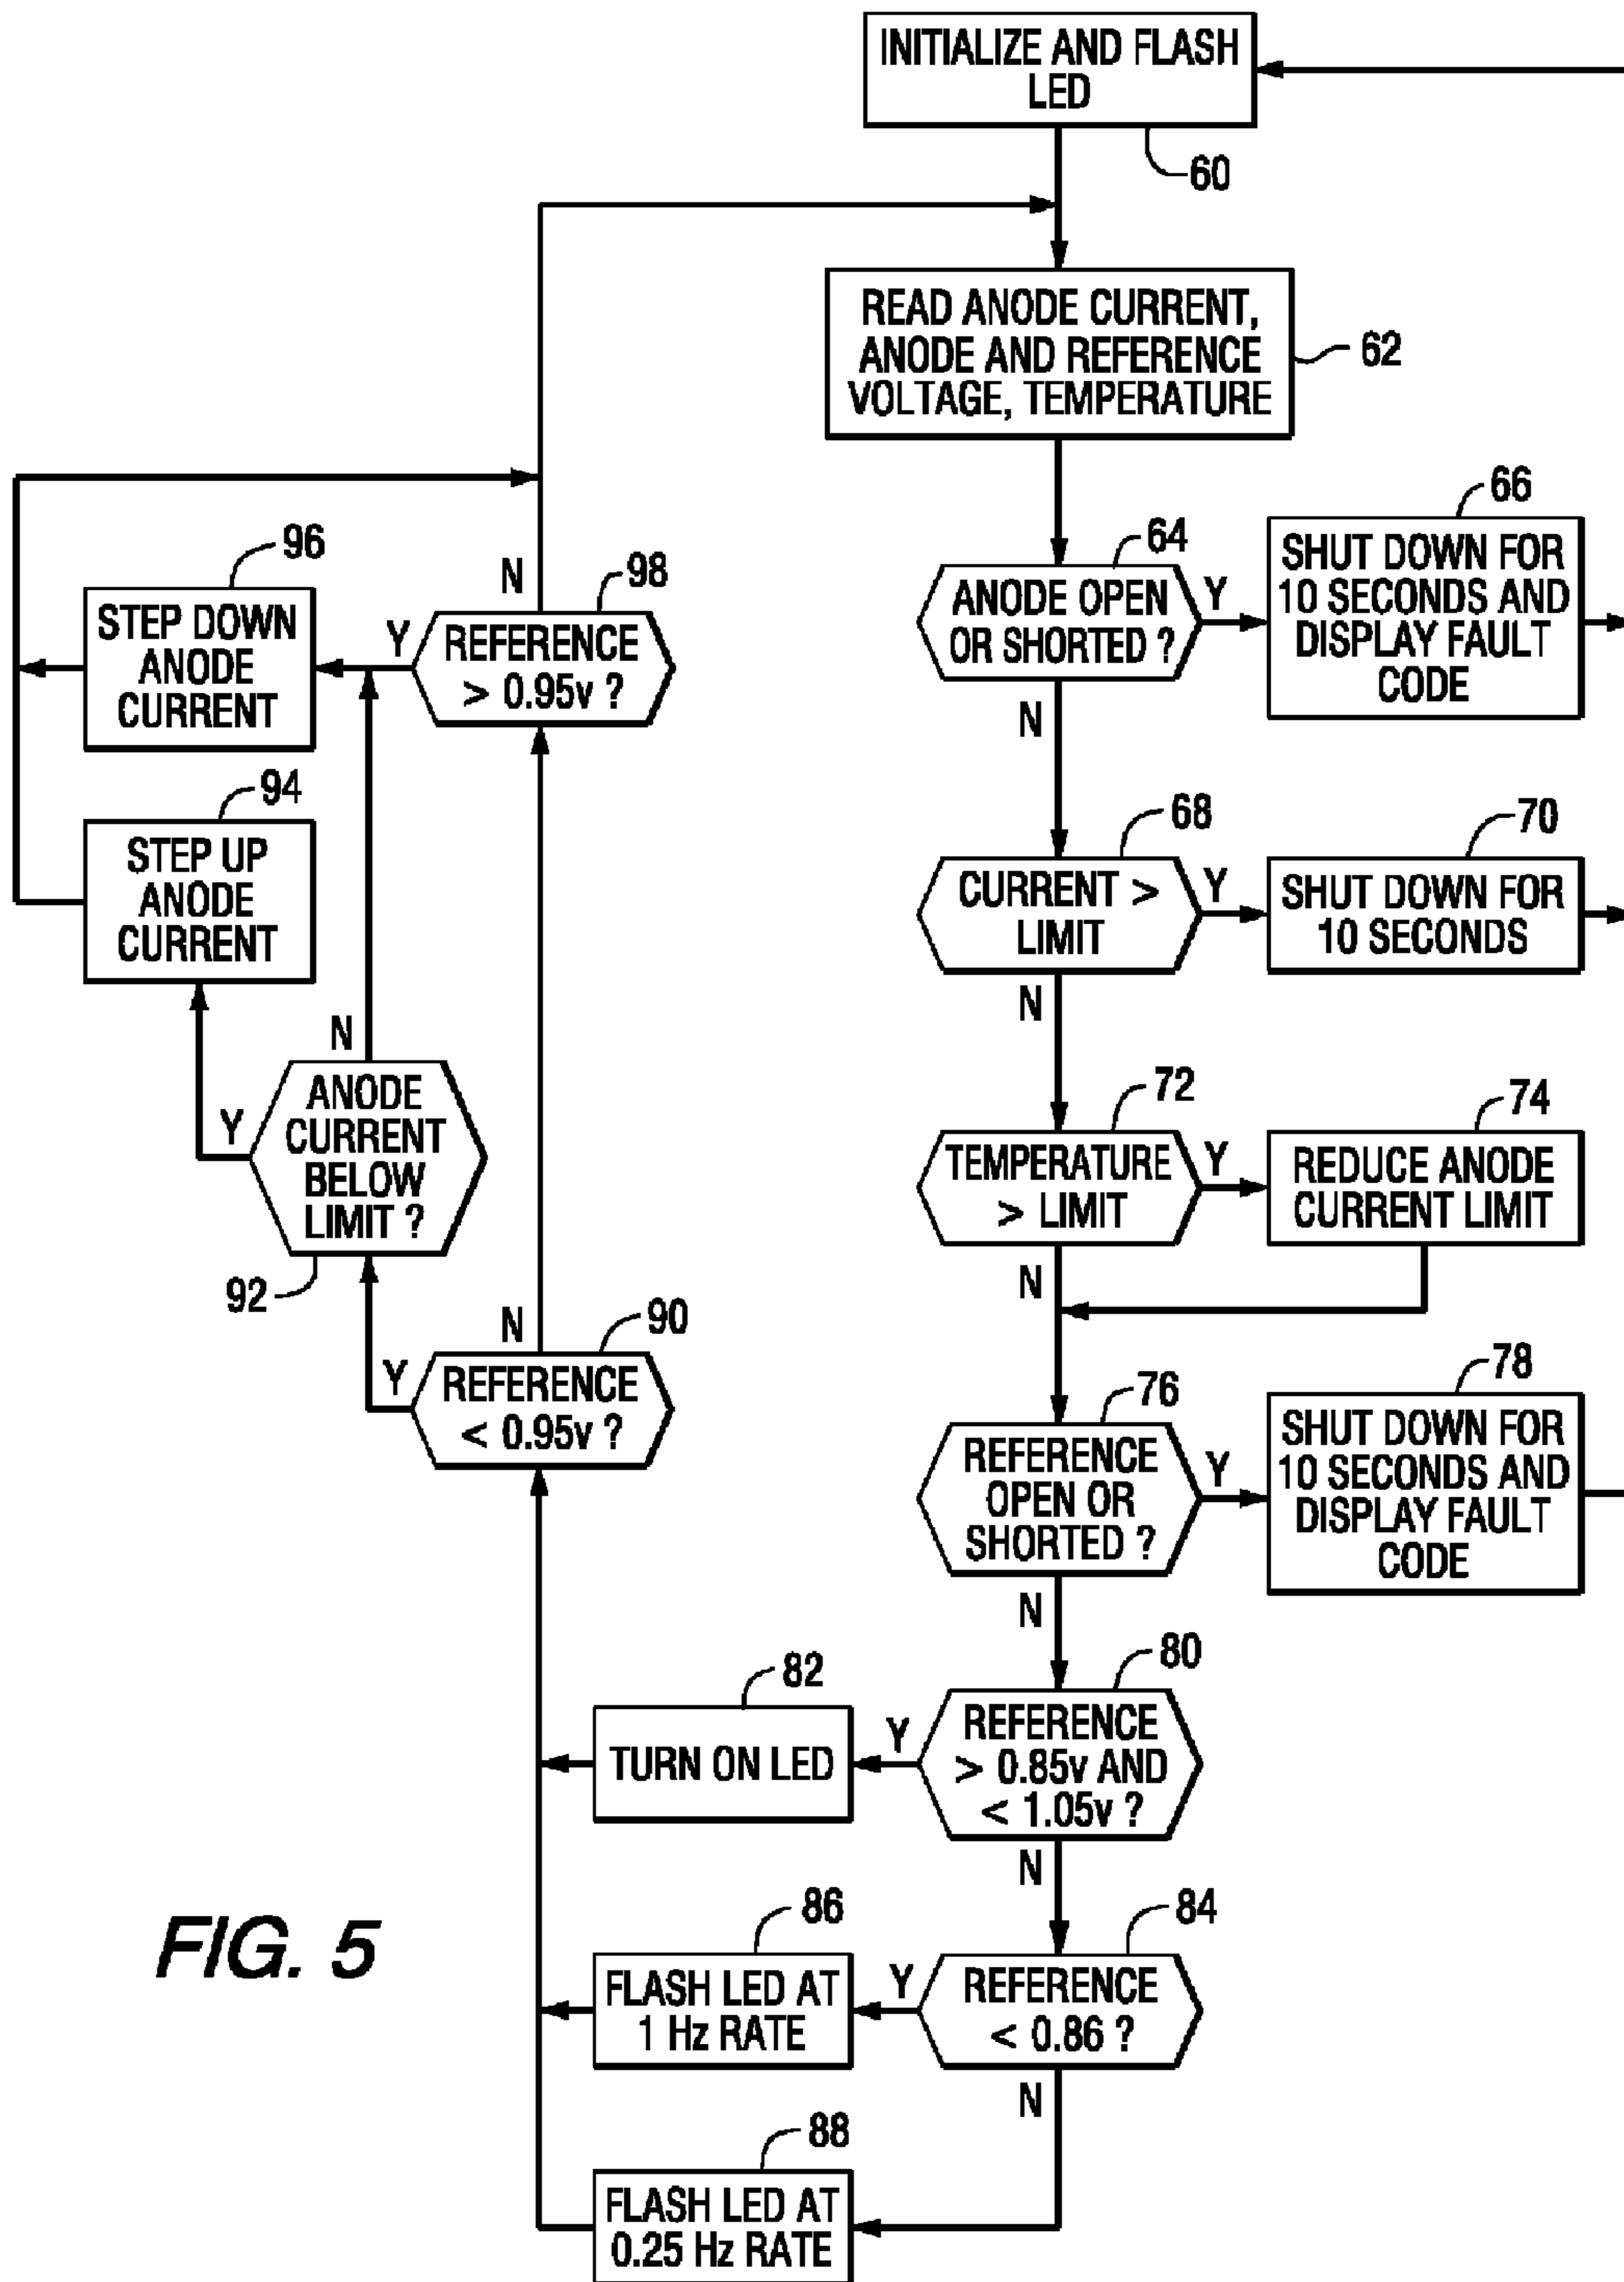 INITIALIZE AND FLASH
LED
60
READ ANODE CURRENT,
ANODE AND REFERENCE
VOLTAGE, TEMPERATURE
62
64
ANODE OPEN
OR SHORTED ?
Y
N
66
SHUT DOWN FOR
10 SECONDS AND
DISPLAY FAULT
CODE
68
CURRENT >
LIMIT
Y
N
70
SHUT DOWN FOR
10 SECONDS
72
TEMPERATURE
> LIMIT
Y
N
74
REDUCE ANODE
CURRENT LIMIT
76
REFERENCE
OPEN OR
SHORTED ?
Y
N
78
SHUT DOWN FOR
10 SECONDS AND
DISPLAY FAULT
CODE
80
REFERENCE
> 0.85v AND
< 1.05v ?
Y
N
82
TURN ON LED
84
REFERENCE
< 0.86 ?
Y
N
86
FLASH LED AT
1 Hz RATE
88
FLASH LED AT
0.25 Hz RATE
90
REFERENCE
< 0.95v ?
Y
N
92
ANODE
CURRENT
BELOW
LIMIT ?
Y
N
94
STEP UP
ANODE
CURRENT
96
STEP DOWN
ANODE
CURRENT
98
REFERENCE
> 0.95v ?
Y
N
FIG. 5